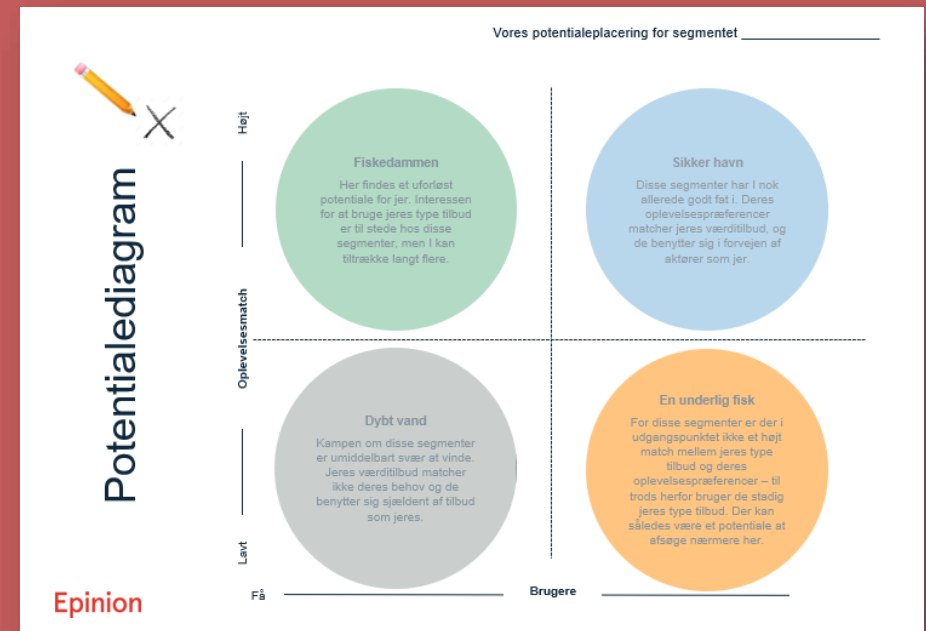 Vores potentialeplacering for segmentet ____________________
Potentialediagram
Højt
Oplevelsesmatch
Lavt
Fiskedammen
Her findes et uforløst
potentiale for jer. Interessen
for at bruge jeres type tilbud
er til stede hos disse
segmenter, men I kan
tiltrække langt flere.
Sikker havn
Disse segmenter har I nok
allerede godt fat i. Deres
oplevelsespræferencer
matcher jeres værditilbud, og
de benytter sig i forvejen af
aktører som jer.
Dybt vand
Kampen om disse segmenter
er umiddelbart svær at vinde.
Jeres værditilbud matcher
ikke deres behov og de
benytter sig sjældent af tilbud
som jeres.
En underlig fisk
For disse segmenter er der i
udgangspunktet ikke et højt
match mellem jeres type
tilbud og deres
oplevelsespræferencer – til
trods herfor bruger de stadig
jeres type tilbud. Der kan
således være et potentiale at
afsøge nærmere her.
Få
Brugere
Epinion